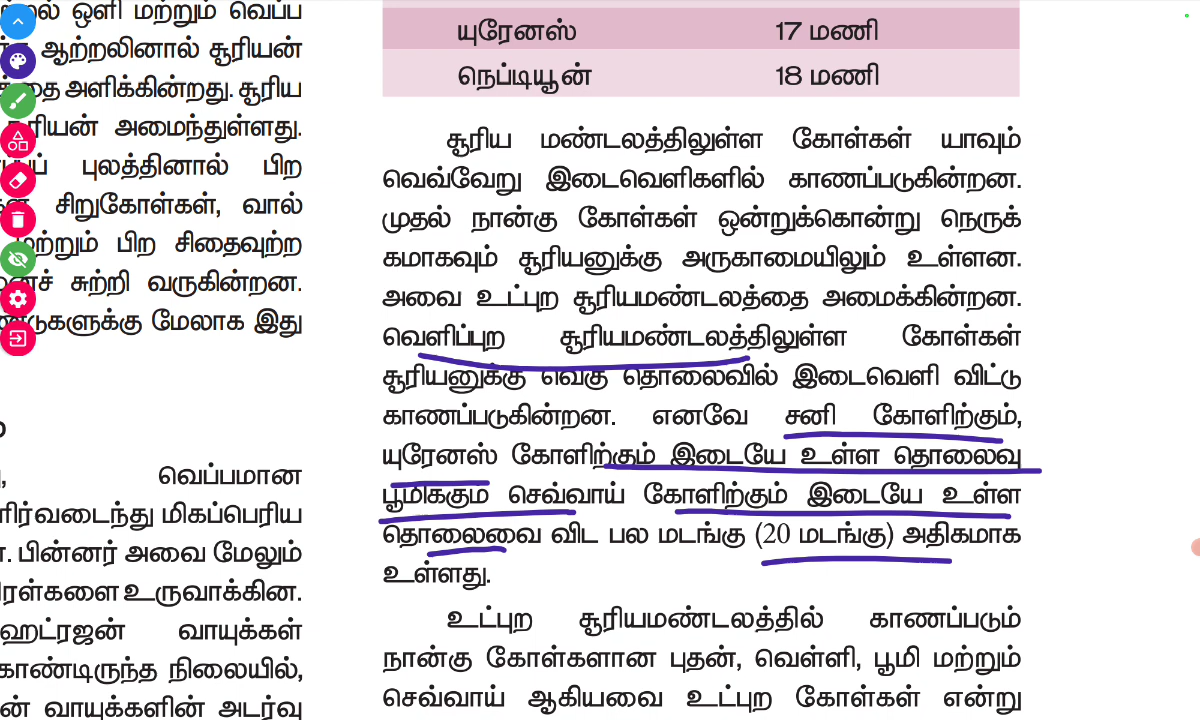 ஒளி மற்றும் வெப்ப
ஆற்றலினால் சூரியன்
அளிக்கின்றது. சூரிய
அமைந்துள்ளது.
புலத்தினால் பிற
சிறுகோள்கள், வால்
மற்றும் பிற சிதைவுற்ற
சுற்றி வருகின்றன.
மேலாக இது
வெப்பமான
மிகப்பெரிய
பின்னர் அவை மேலும்
உருவாக்கின.
வாயுக்கள்
நிலையில்,
வாயுக்களின் அடர்வு
யுரேனஸ் 17 மணி
நெப்டியூன் 18 மணி
சூரிய மண்டலத்திலுள்ள கோள்கள் யாவும்
வெவ்வேறு இடைவெளிகளில் காணப்படுகின்றன.
முதல் நான்கு கோள்கள் ஒன்றுக்கொன்று நெருக்
கமாகவும் சூரியனுக்கு அருகாமையிலும் உள்ளன.
அவை உட்புற சூரியமண்டலத்தை அமைக்கின்றன.
வெளிப்புற சூரியமண்டலத்திலுள்ள கோள்கள்
சூரியனுக்கு வெகு தொலைவில் இடைவெளி விட்டு
காணப்படுகின்றன. எனவே சனி கோளிற்கும்,
யுரேனஸ் கோளிற்கும் இடையே உள்ள தொலைவு
பூமிக்கும் செவ்வாய் கோளிற்கும் இடையே உள்ள
தொலைவை விட பல மடங்கு (20 மடங்கு) அதிகமாக
உள்ளது.
உட்புற சூரியமண்டலத்தில் காணப்படும்
நான்கு கோள்களான புதன், வெள்ளி, பூமி மற்றும்
செவ்வாய் ஆகியவை உட்புற கோள்கள் என்று